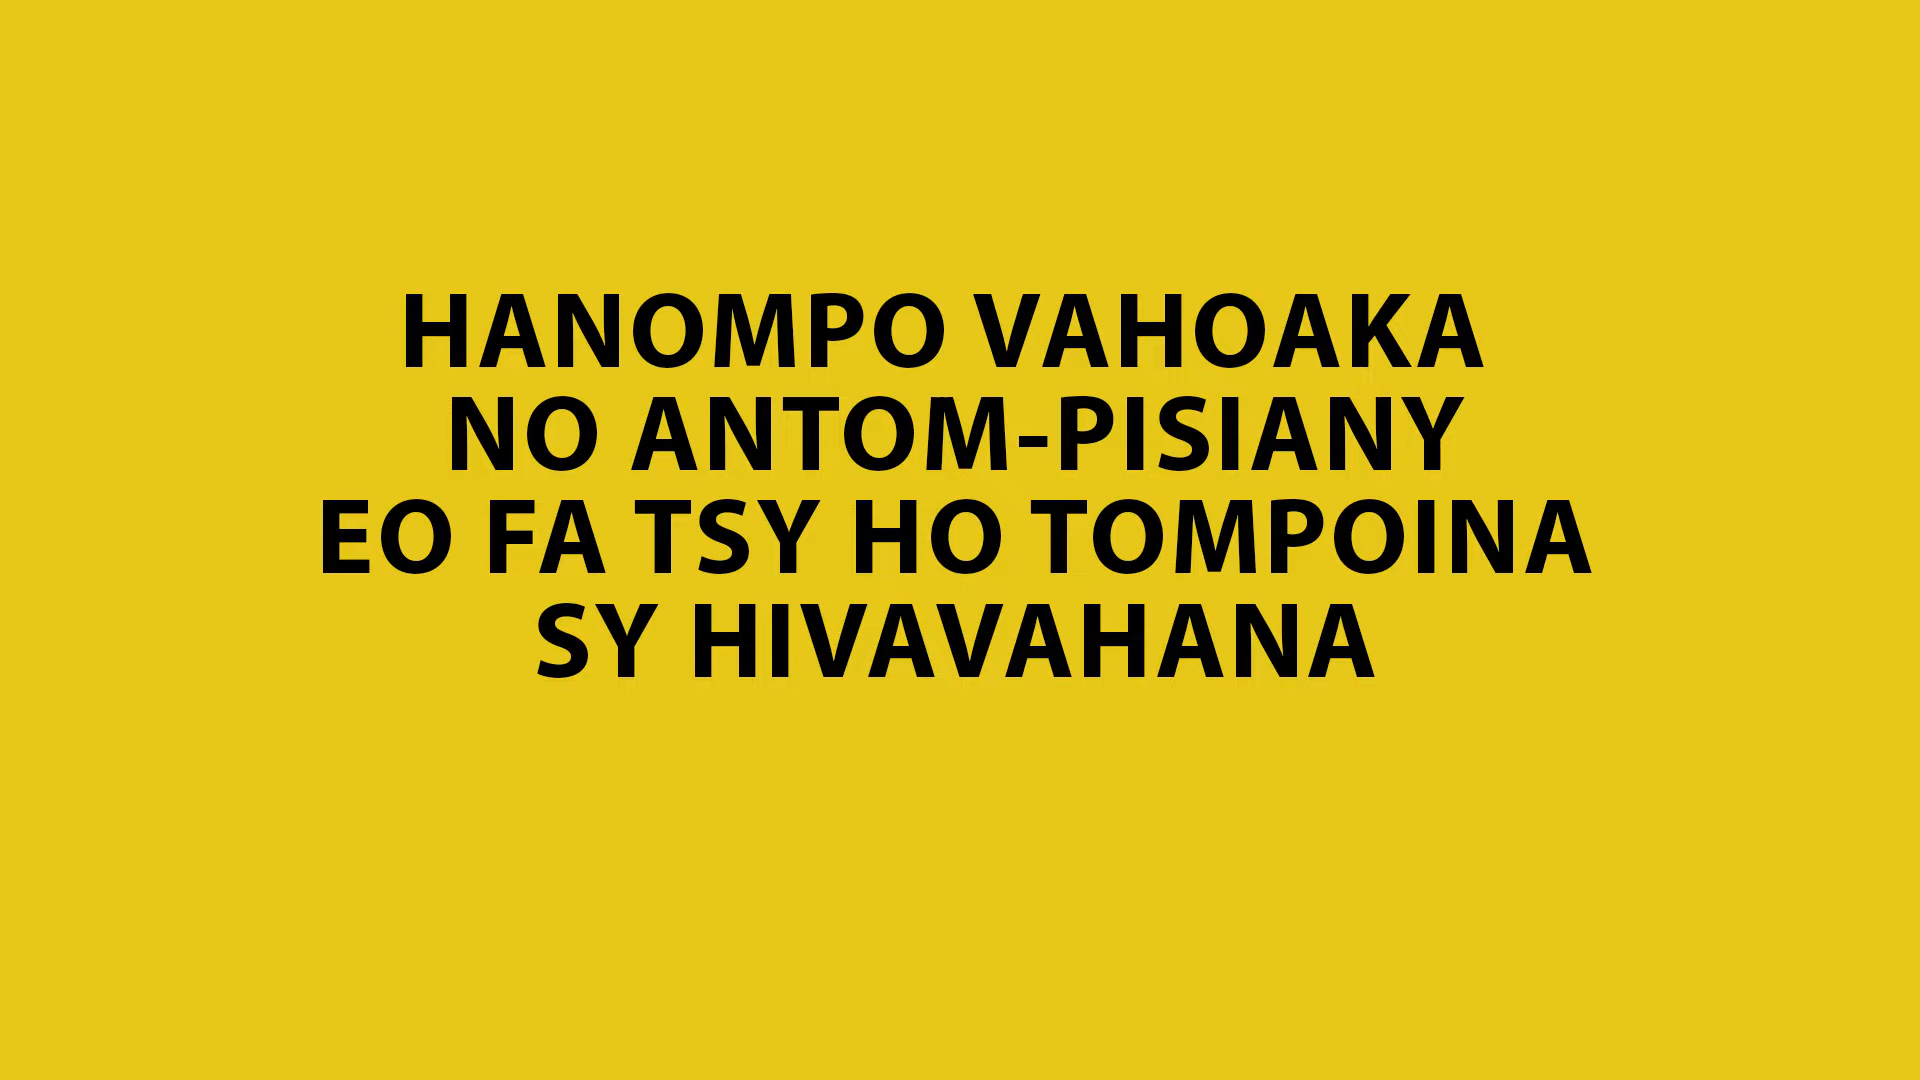 HANOMPO VAHOAKA
NO ANTOM-PISIANY
EO FA TSY HO TOMPOINA
SY HIVAVAHANA